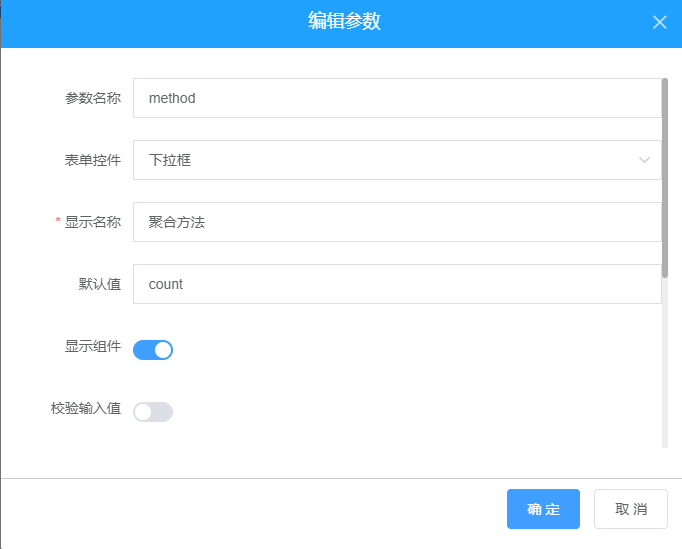 编辑参数
参数名称 method
表单控件 下拉框
* 显示名称 聚合方法
默认值 count
显示组件
校验输入值
确定 取消